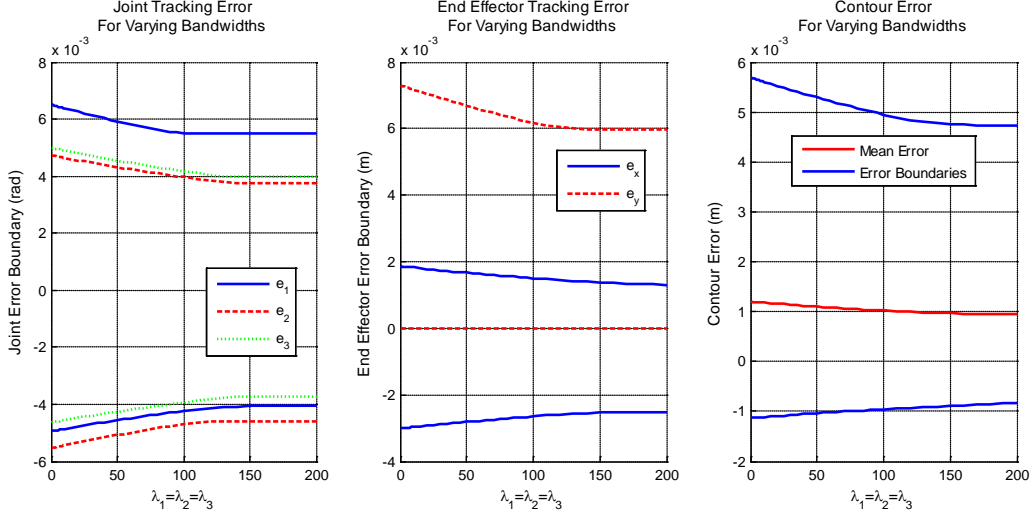 Joint Tracking Error
For Varying Bandwidths
x 10^-3
8
6
4
2
0
-2
-4
-6
0 50 100 150 200
Joint Error Boundary (rad)
λ1=λ2=λ3
e1
e2
e3
End Effector Tracking Error
For Varying Bandwidths
x 10^-3
8
6
4
2
0
-2
-4
0 50 100 150 200
End Effector Error Boundary (m)
λ1=λ2=λ3
ex
ey
Contour Error
For Varying Bandwidths
x 10^-3
6
5
4
3
2
1
0
-1
-2
0 50 100 150 200
Contour Error (m)
λ1=λ2=λ3
Mean Error
Error Boundaries